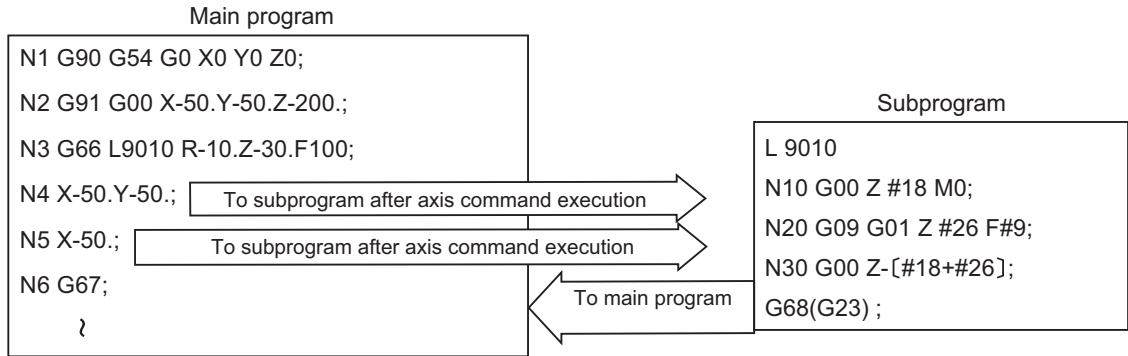 Main program
N1 G90 G54 G0 X0 Y0 Z0;
N2 G91 G00 X-50.Y-50.Z-200.;
N3 G66 L9010 R-10.Z-30.F100;
N4 X-50.Y-50.;
To subprogram after axis command execution
N5 X-50.;
To subprogram after axis command execution
N6 G67;
~
Subprogram
L 9010
N10 G00 Z #18 M0;
N20 G09 G01 Z #26 F#9;
N30 G00 Z-〔#18+#26〕;
G68(G23) ;
To main program